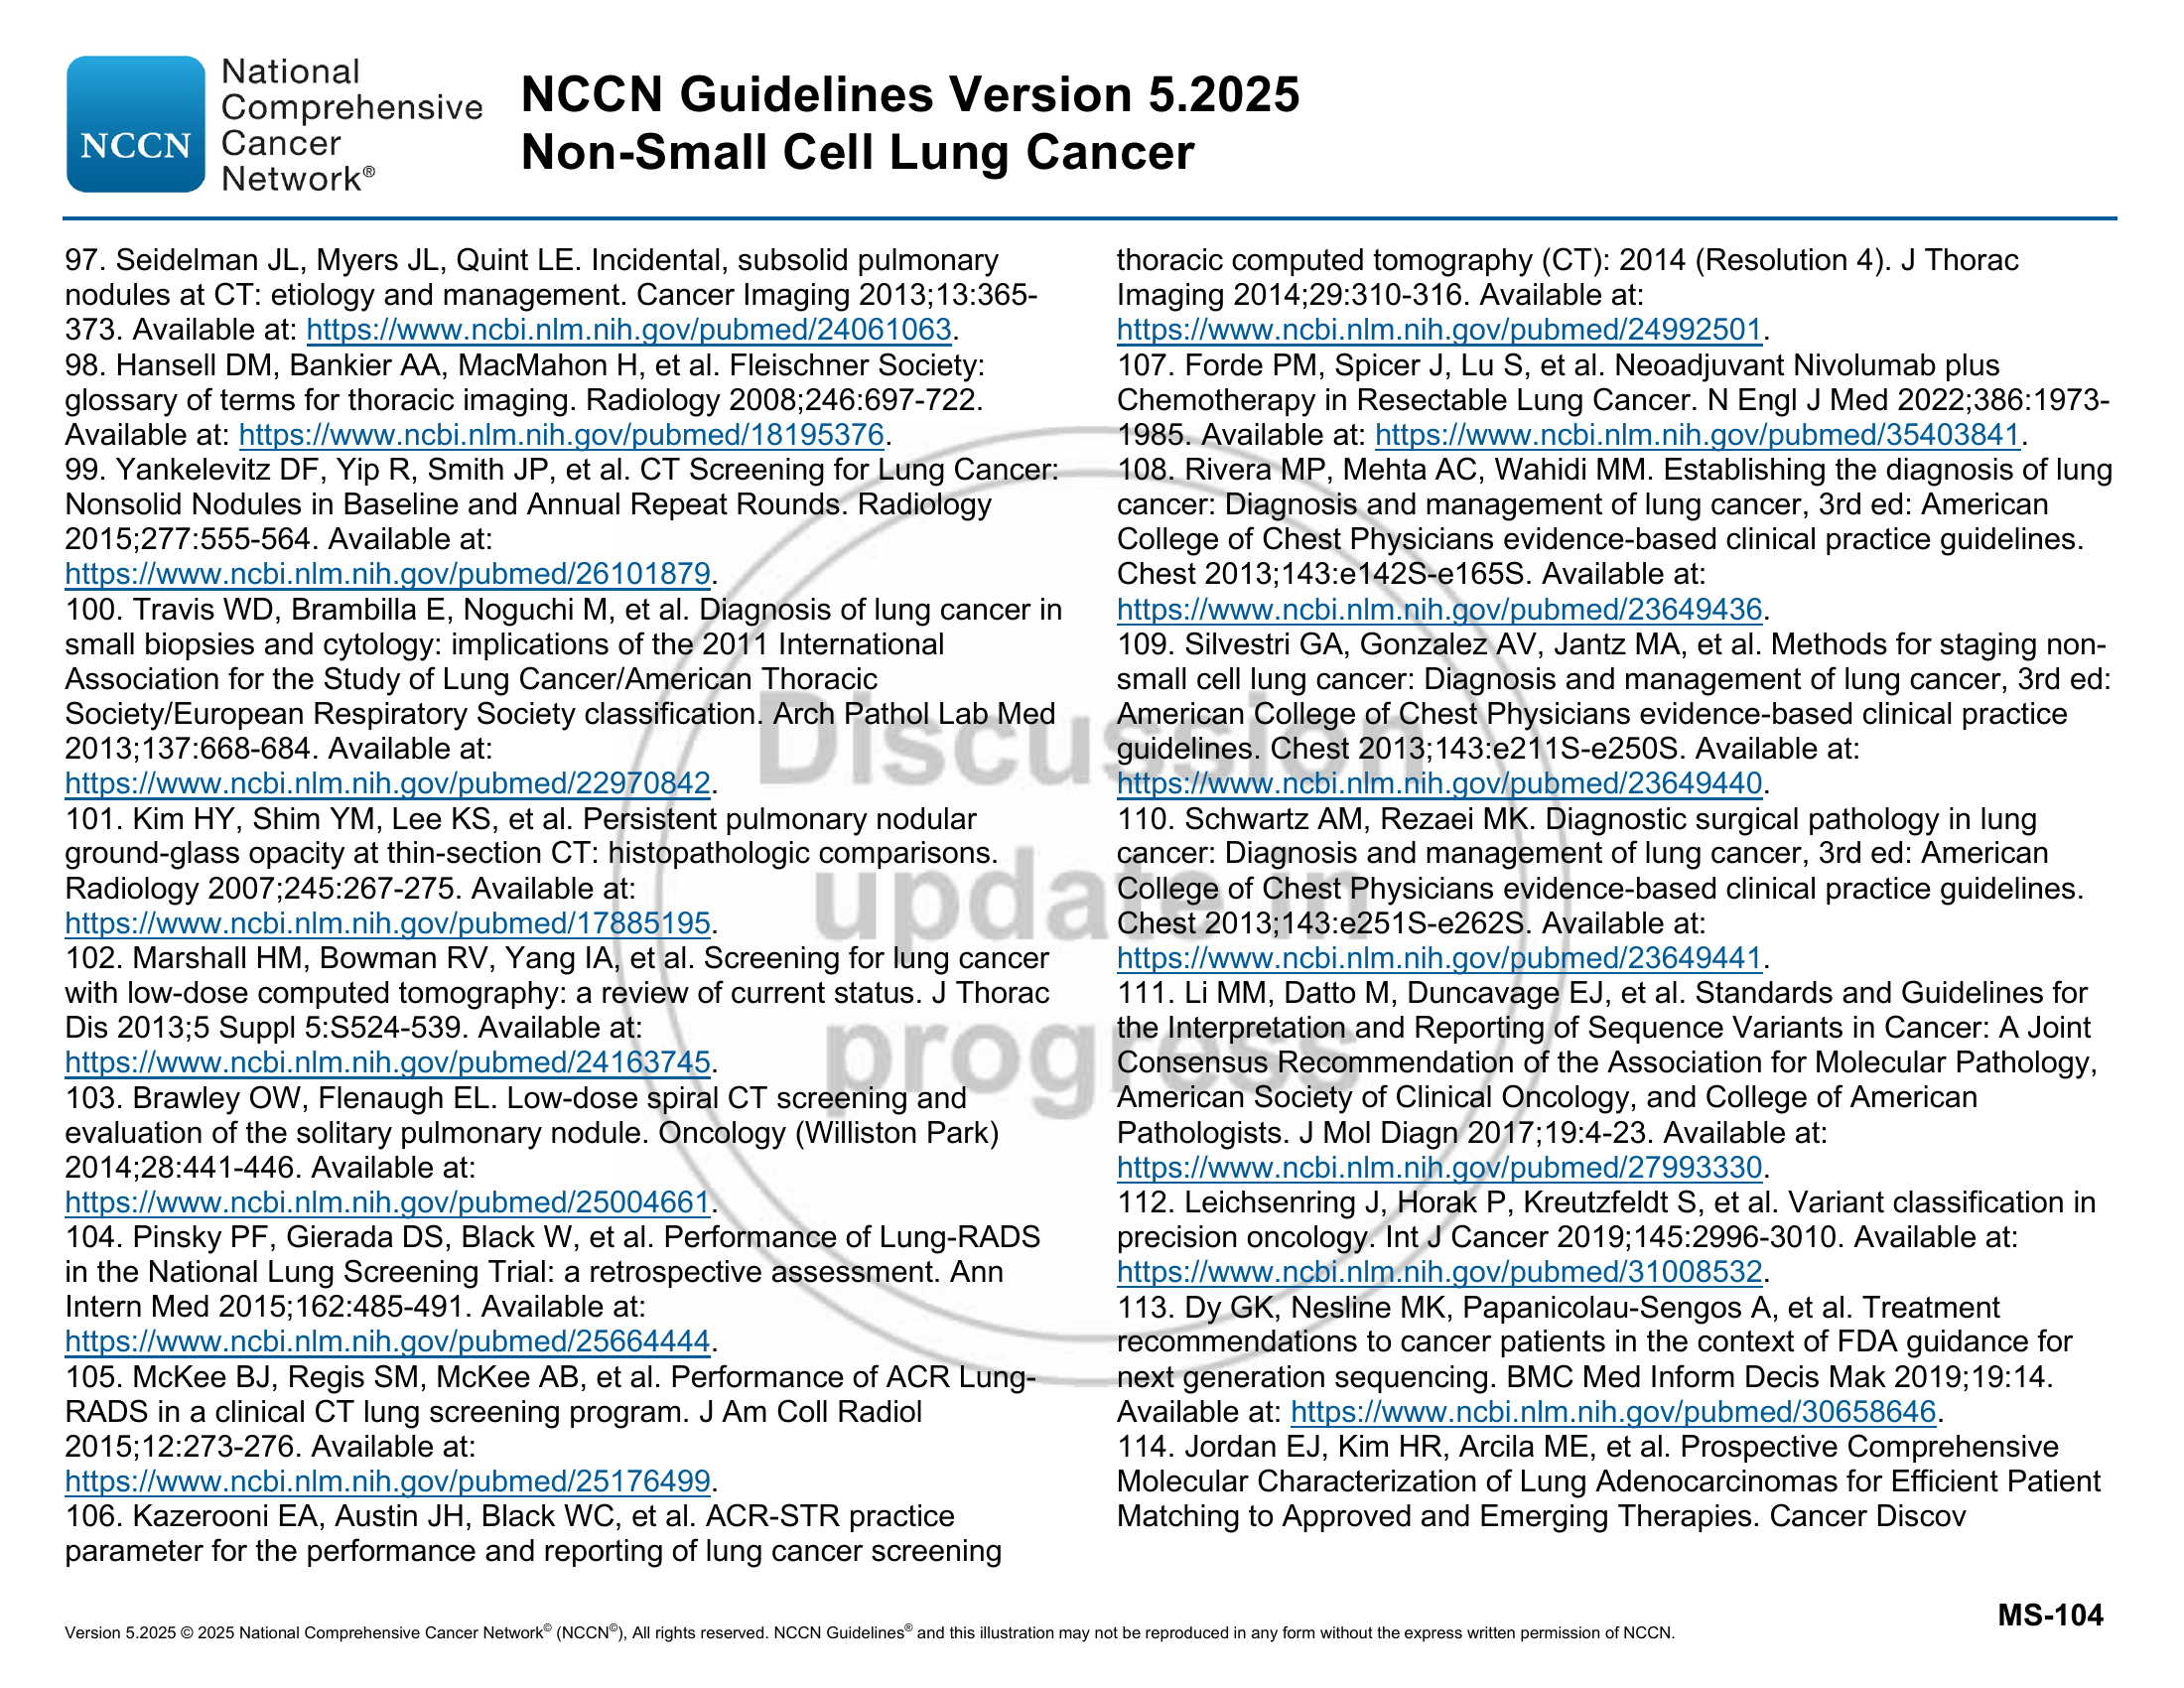 NCCN
National
Comprehensive
Cancer
Network®
NCCN Guidelines Version 5.2025
Non-Small Cell Lung Cancer
97. Seidelman JL, Myers JL, Quint LE. Incidental, subsolid pulmonary
nodules at CT: etiology and management. Cancer Imaging 2013;13:365-
373. Available at: https://www.ncbi.nlm.nih.gov/pubmed/24061063.
98. Hansell DM, Bankier AA, MacMahon H, et al. Fleischner Society:
glossary of terms for thoracic imaging. Radiology 2008;246:697-722.
Available at: https://www.ncbi.nlm.nih.gov/pubmed/18195376.
99. Yankelevitz DF, Yip R, Smith JP, et al. CT Screening for Lung Cancer:
Nonsolid Nodules in Baseline and Annual Repeat Rounds. Radiology
2015;277:555-564. Available at:
https://www.ncbi.nlm.nih.gov/pubmed/26101879.
100. Travis WD, Brambilla E, Noguchi M, et al. Diagnosis of lung cancer in
small biopsies and cytology: implications of the 2011 International
Association for the Study of Lung Cancer/American Thoracic
Society/European Respiratory Society classification. Arch Pathol Lab Med
2013;137:668-684. Available at:
https://www.ncbi.nlm.nih.gov/pubmed/22970842.
101. Kim HY, Shim YM, Lee KS, et al. Persistent pulmonary nodular
ground-glass opacity at thin-section CT: histopathologic comparisons.
Radiology 2007;245:267-275. Available at:
https://www.ncbi.nlm.nih.gov/pubmed/17885195.
102. Marshall HM, Bowman RV, Yang IA, et al. Screening for lung cancer
with low-dose computed tomography: a review of current status. J Thorac
Dis 2013;5 Suppl 5:S524-539. Available at:
https://www.ncbi.nlm.nih.gov/pubmed/24163745.
103. Brawley OW, Flenaugh EL. Low-dose spiral CT screening and
evaluation of the solitary pulmonary nodule. Oncology (Williston Park)
2014;28:441-446. Available at:
https://www.ncbi.nlm.nih.gov/pubmed/25004661.
104. Pinsky PF, Gierada DS, Black W, et al. Performance of Lung-RADS
in the National Lung Screening Trial: a retrospective assessment. Ann
Intern Med 2015;162:485-491. Available at:
https://www.ncbi.nlm.nih.gov/pubmed/25664444.
105. McKee BJ, Regis SM, McKee AB, et al. Performance of ACR Lung-
RADS in a clinical CT lung screening program. J Am Coll Radiol
2015;12:273-276. Available at:
https://www.ncbi.nlm.nih.gov/pubmed/25176499.
106. Kazerooni EA, Austin JH, Black WC, et al. ACR-STR practice
parameter for the performance and reporting of lung cancer screening
thoracic computed tomography (CT): 2014 (Resolution 4). J Thorac
Imaging 2014;29:310-316. Available at:
https://www.ncbi.nlm.nih.gov/pubmed/24992501.
107. Forde PM, Spicer J, Lu S, et al. Neoadjuvant Nivolumab plus
Chemotherapy in Resectable Lung Cancer. N Engl J Med 2022;386:1973-
1985. Available at: https://www.ncbi.nlm.nih.gov/pubmed/35403841.
108. Rivera MP, Mehta AC, Wahidi MM. Establishing the diagnosis of lung
cancer: Diagnosis and management of lung cancer, 3rd ed: American
College of Chest Physicians evidence-based clinical practice guidelines.
Chest 2013;143:e142S-e165S. Available at:
https://www.ncbi.nlm.nih.gov/pubmed/23649436.
109. Silvestri GA, Gonzalez AV, Jantz MA, et al. Methods for staging non-
small cell lung cancer: Diagnosis and management of lung cancer, 3rd ed:
American College of Chest Physicians evidence-based clinical practice
guidelines. Chest 2013;143:e211S-e250S. Available at:
https://www.ncbi.nlm.nih.gov/pubmed/23649440.
110. Schwartz AM, Rezaei MK. Diagnostic surgical pathology in lung
cancer: Diagnosis and management of lung cancer, 3rd ed: American
College of Chest Physicians evidence-based clinical practice guidelines.
Chest 2013;143:e251S-e262S. Available at:
https://www.ncbi.nlm.nih.gov/pubmed/23649441.
111. Li MM, Datto M, Duncavage EJ, et al. Standards and Guidelines for
the Interpretation and Reporting of Sequence Variants in Cancer: A Joint
Consensus Recommendation of the Association for Molecular Pathology,
American Society of Clinical Oncology, and College of American
Pathologists. J Mol Diagn 2017;19:4-23. Available at:
https://www.ncbi.nlm.nih.gov/pubmed/27993330.
112. Leichsenring J, Horak P, Kreutzfeldt S, et al. Variant classification in
precision oncology. Int J Cancer 2019;145:2996-3010. Available at:
https://www.ncbi.nlm.nih.gov/pubmed/31008532.
113. Dy GK, Nesline MK, Papanicolau-Sengos A, et al. Treatment
recommendations to cancer patients in the context of FDA guidance for
next generation sequencing. BMC Med Inform Decis Mak 2019;19:14.
Available at: https://www.ncbi.nlm.nih.gov/pubmed/30658646.
114. Jordan EJ, Kim HR, Arcila ME, et al. Prospective Comprehensive
Molecular Characterization of Lung Adenocarcinomas for Efficient Patient
Matching to Approved and Emerging Therapies. Cancer Discov
Discussion
update in
progress
MS-104
Version 5.2025 © 2025 National Comprehensive Cancer Network© (NCCN©), All rights reserved. NCCN Guidelines® and this illustration may not be reproduced in any form without the express written permission of NCCN.